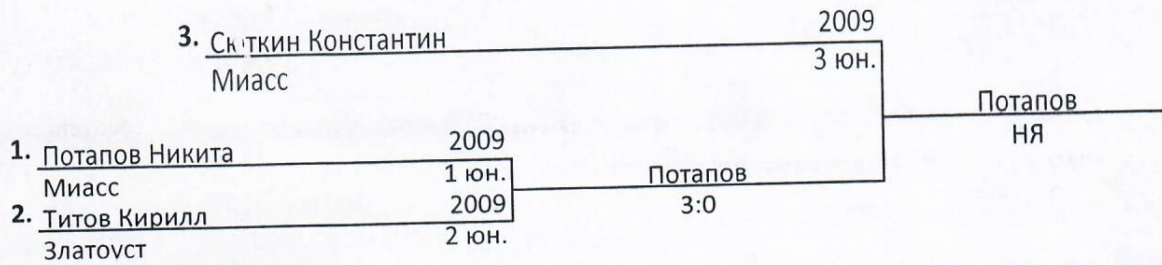 3. Константин 2009
Миасс 3 юн.
Потапов
НЯ
1. Потапов Никита 2009
Миасс 1 юн.
Потапов
3:0
2. Титов Кирилл 2009
Златоуст 2 юн.